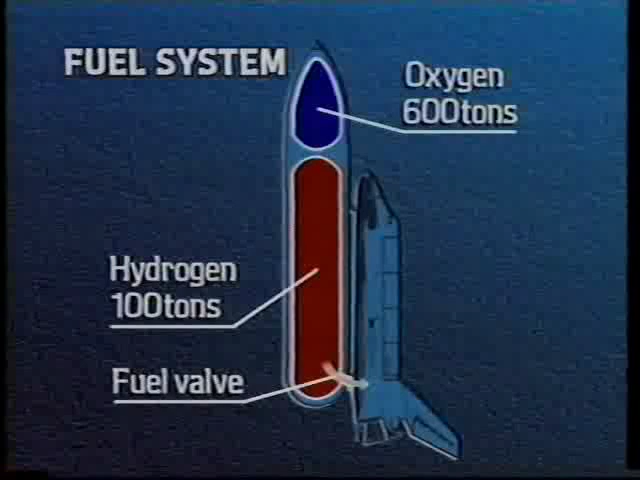 FUEL SYSTEM
Oxygen
600tons
Hydrogen
100tons
Fuel valve